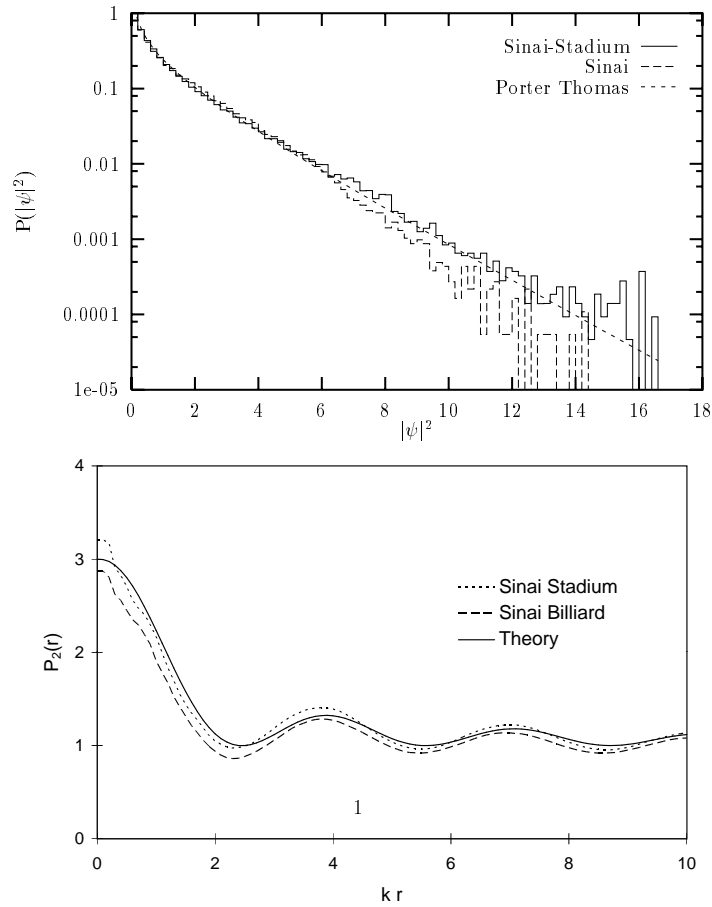 1
0.1
0.01
0.001
0.0001
1e-05
P(|ψ|²)
Sinai-Stadium
Sinai
Porter Thomas
0 2 4 6 8 10 12 14 16 18
|ψ|²
4
3
2
1
0
P₂(r)
Sinai Stadium
Sinai Billiard
Theory
1
0 2 4 6 8 10
k r